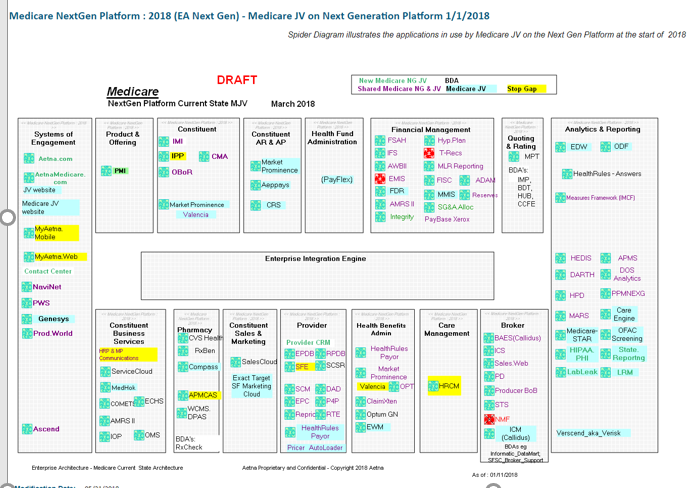 Medicare NextGen Platform : 2018 (EA Next Gen) - Medicare JV on Next Generation Platform 1/1/2018
Spider Diagram illustrates the applications in use by Medicare JV on the Next Gen Platform at the start of 2018
DRAFT
New Medicare NG JV BDA
Shared Medicare NG & JV Medicare JV Stop Gap
Medicare
NextGen Platform Current State MJV March 2018
Systems of
Engagement
Aetna.com
AetnaMedicare.
com
JV website
Medicare JV
website
MyAetna.
Mobile
MyAetna.Web
Contact Center
NaviNet
PWS
Genesys
Prod.World
Ascend
Product &
Offering
PMI
Constituent
IMI
IPP
CMA
OBoR
Market Prominence
Valencia
Constituent
AR & AP
Market
Prominence
Aeppays
CRS
Health Fund
Administration
(PayFlex)
Financial Management
FSAH
Hyp.Plan
IFS
T-Recs
AWBII
MLR Reporting
EMIS
FISC
ADAM
FDR
MMIS
Reserves
AMRS II
SG&A.Alloc
Integrity
PayBase Xerox
Quoting
& Rating
MPT
BDA's:
IMP,
BDT,
HUB,
CCFE
Analytics & Reporting
EDW
ODF
HealthRules - Answers
Measures Framework (MCF)
HEDIS
APMS
DARTH
DOS
Analytics
HPD
PPMNEXG
MARS
Care
Engine
Medicare-
STAR
OFAC
Screening
HIPAA.
PHI
State.
Reporting
LabLenk
LRM
Verscend_aka_Verisk
Enterprise Integration Engine
Constituent
Business
Services
HRP & MP
Communications
ServiceCloud
MedHok
COMET
ECHS
AMRS II
IOP
OMS
Pharmacy
CVS Health
RxBen
Compass
APMCAS
WCMS.
DPAS
BDA's:
RxCheck
Constituent
Sales &
Marketing
SalesCloud
Exact Target
SF Marketing
Cloud
Provider
Provider CRM
EPDB
RPDB
SFE
SCSR
SCM
DAD
EPC
P4P
Repric
RTE
HealthRules
Payor
Pricer AutoLoader
Health Benefits
Admin
HealthRules
Payor
Market
Prominence
Valencia
OPT
ClaimXten
Optum GN
EWM
Care
Management
HRCM
Broker
BAES(Callidus)
ICS
Sales.Web
PD
Producer BoB
STS
NMF
ICM
(Callidus)
BDAs eg
Informatic_DataMart,
SFSC_Broker_Support
Enterprise Architecture - Medicare Current State Architecture
Aetna Proprietary and Confidential - Copyright 2018 Aetna
As of : 01/11/2018